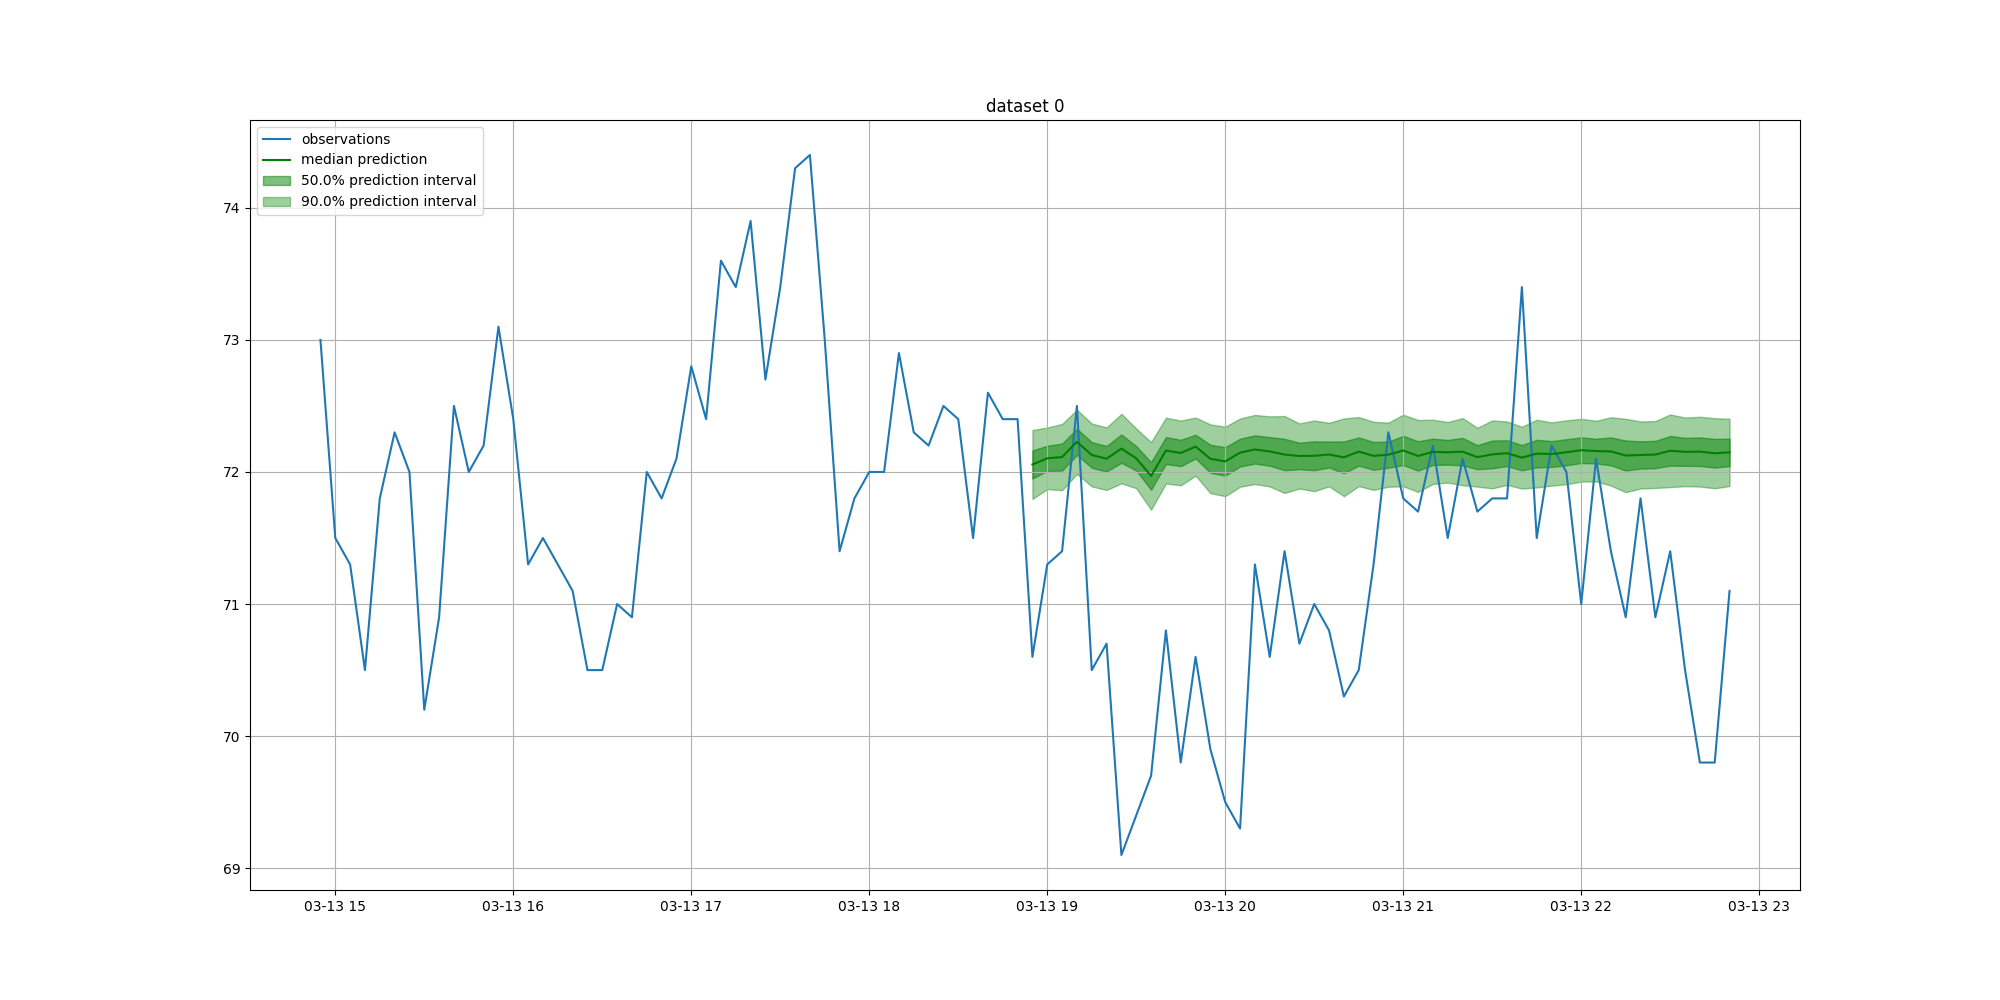 dataset 0
observations
median prediction
50.0% prediction interval
90.0% prediction interval
74
73
72
71
70
69
03-13 15 03-13 16 03-13 17 03-13 18 03-13 19 03-13 20 03-13 21 03-13 22 03-13 23